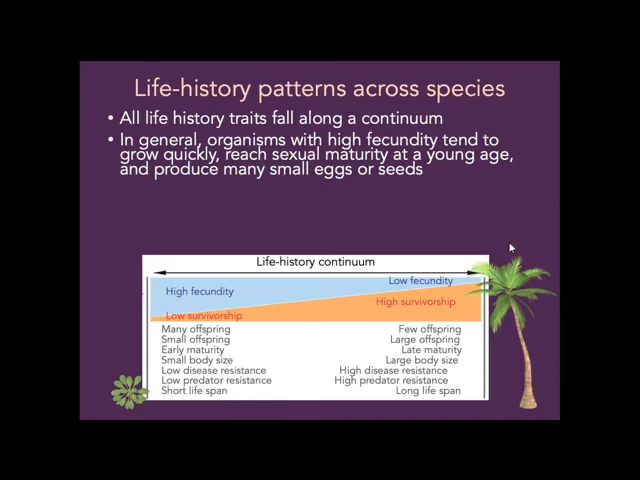 Life-history patterns across species
• All life history traits fall along a continuum
• In general, organisms with high fecundity tend to
grow quickly, reach sexual maturity at a young age,
and produce many small eggs or seeds
Life-history continuum
Low fecundity
High fecundity
High survivorship
Low survivorship
Many offspring Few offspring
Small offspring Large offspring
Early maturity Late maturity
Small body size Large body size
Low disease resistance High disease resistance
Low predator resistance High predator resistance
Short life span Long life span